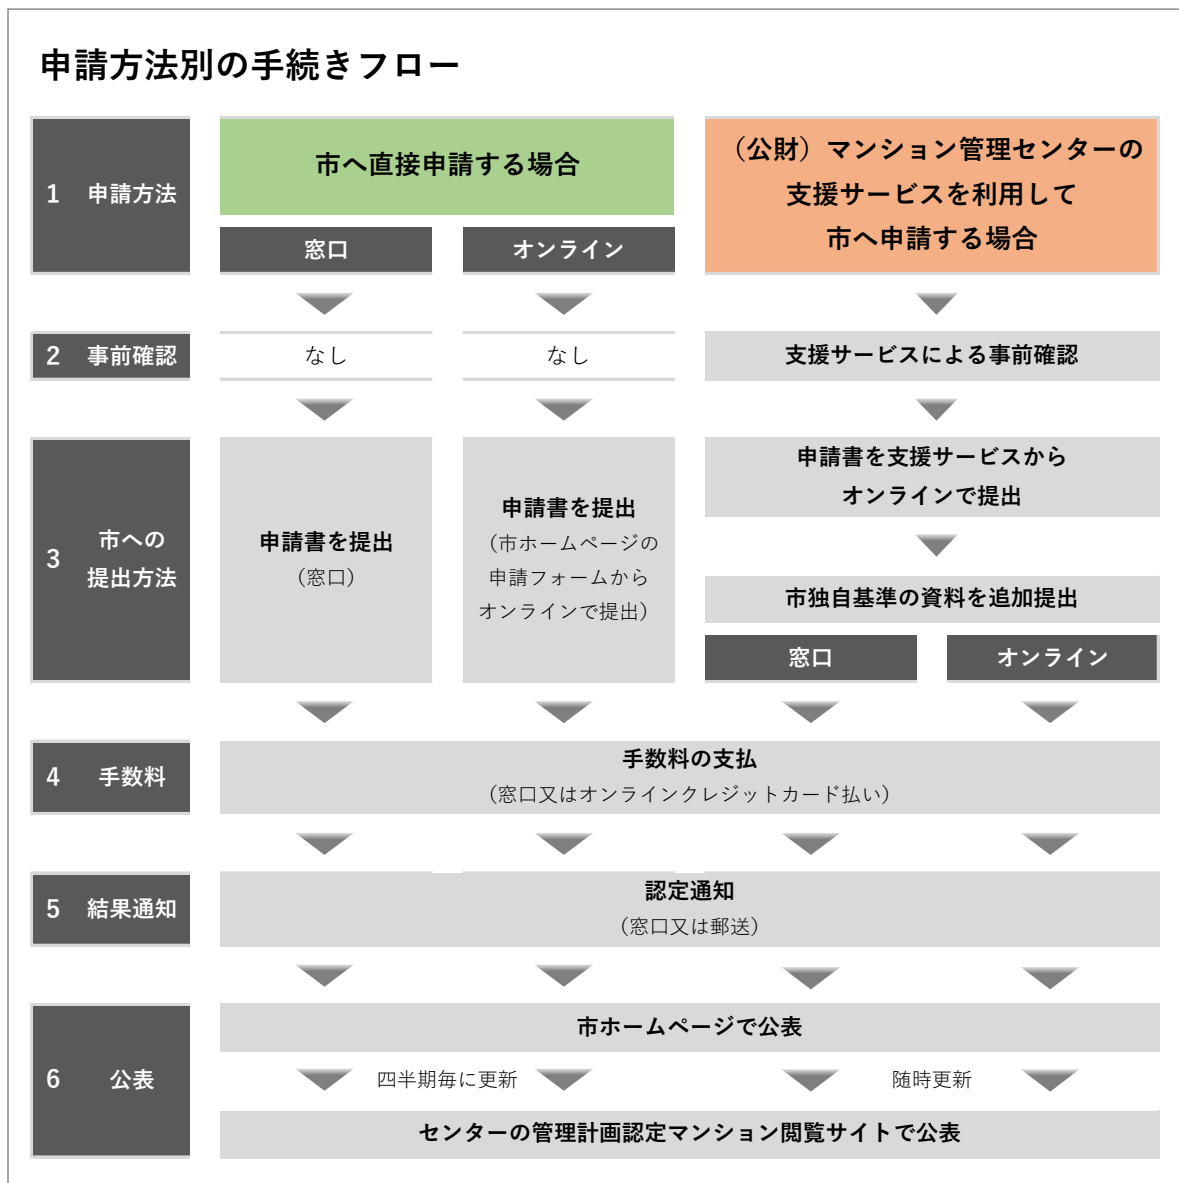 申請方法別の手続きフロー
1 申請方法
市へ直接申請する場合
窓口
オンライン
（公財）マンション管理センターの
支援サービスを利用して
市へ申請する場合
2 事前確認
なし
なし
支援サービスによる事前確認
3 市への
提出方法
申請書を提出
（窓口）
申請書を提出
（市ホームページの
申請フォームから
オンラインで提出）
申請書を支援サービスから
オンラインで提出
市独自基準の資料を追加提出
窓口
オンライン
4 手数料
手数料の支払
（窓口又はオンラインクレジットカード払い）
5 結果通知
認定通知
（窓口又は郵送）
6 公表
市ホームページで公表
四半期毎に更新
随時更新
センターの管理計画認定マンション閲覧サイトで公表